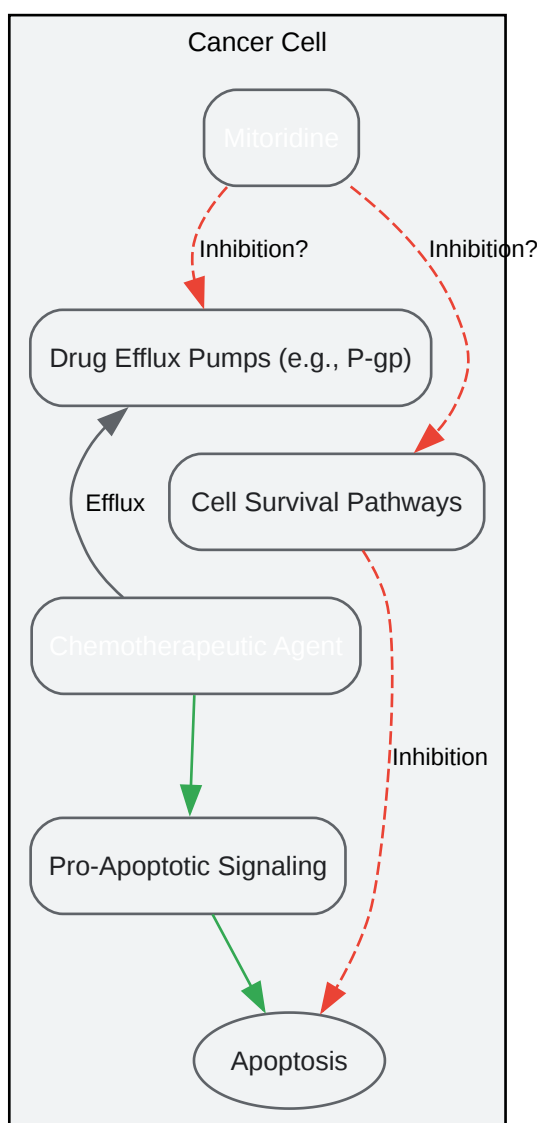 Cancer Cell
Mitoridine
Inhibition?
Inhibition?
Drug Efflux Pumps (e.g., P-gp)
Efflux
Cell Survival Pathways
Chemotherapeutic Agent
Inhibition
Pro-Apoptotic Signaling
Apoptosis